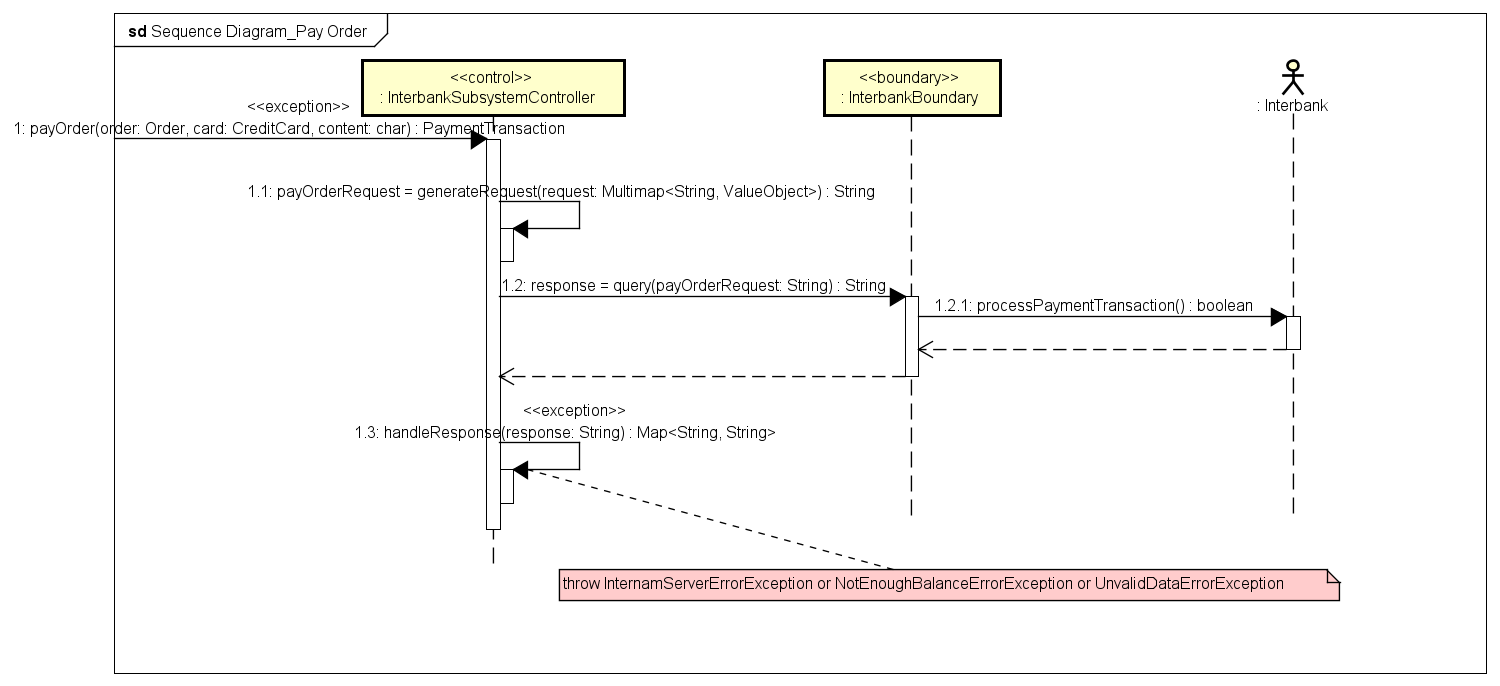 sd Sequence Diagram_Pay Order
<<control>>
: InterbankSubsystemController
<<boundary>>
: InterbankBoundary
: Interbank
<<exception>>
1: payOrder(order: Order, card: CreditCard, content: char) : PaymentTransaction
1.1: payOrderRequest = generateRequest(request: Multimap<String, ValueObject>) : String
1.2: response = query(payOrderRequest: String) : String
1.2.1: processPaymentTransaction() : boolean
<<exception>>
1.3: handleResponse(response: String) : Map<String, String>
throw InternamServerErrorException or NotEnoughBalanceErrorException or UnvalidDataErrorException